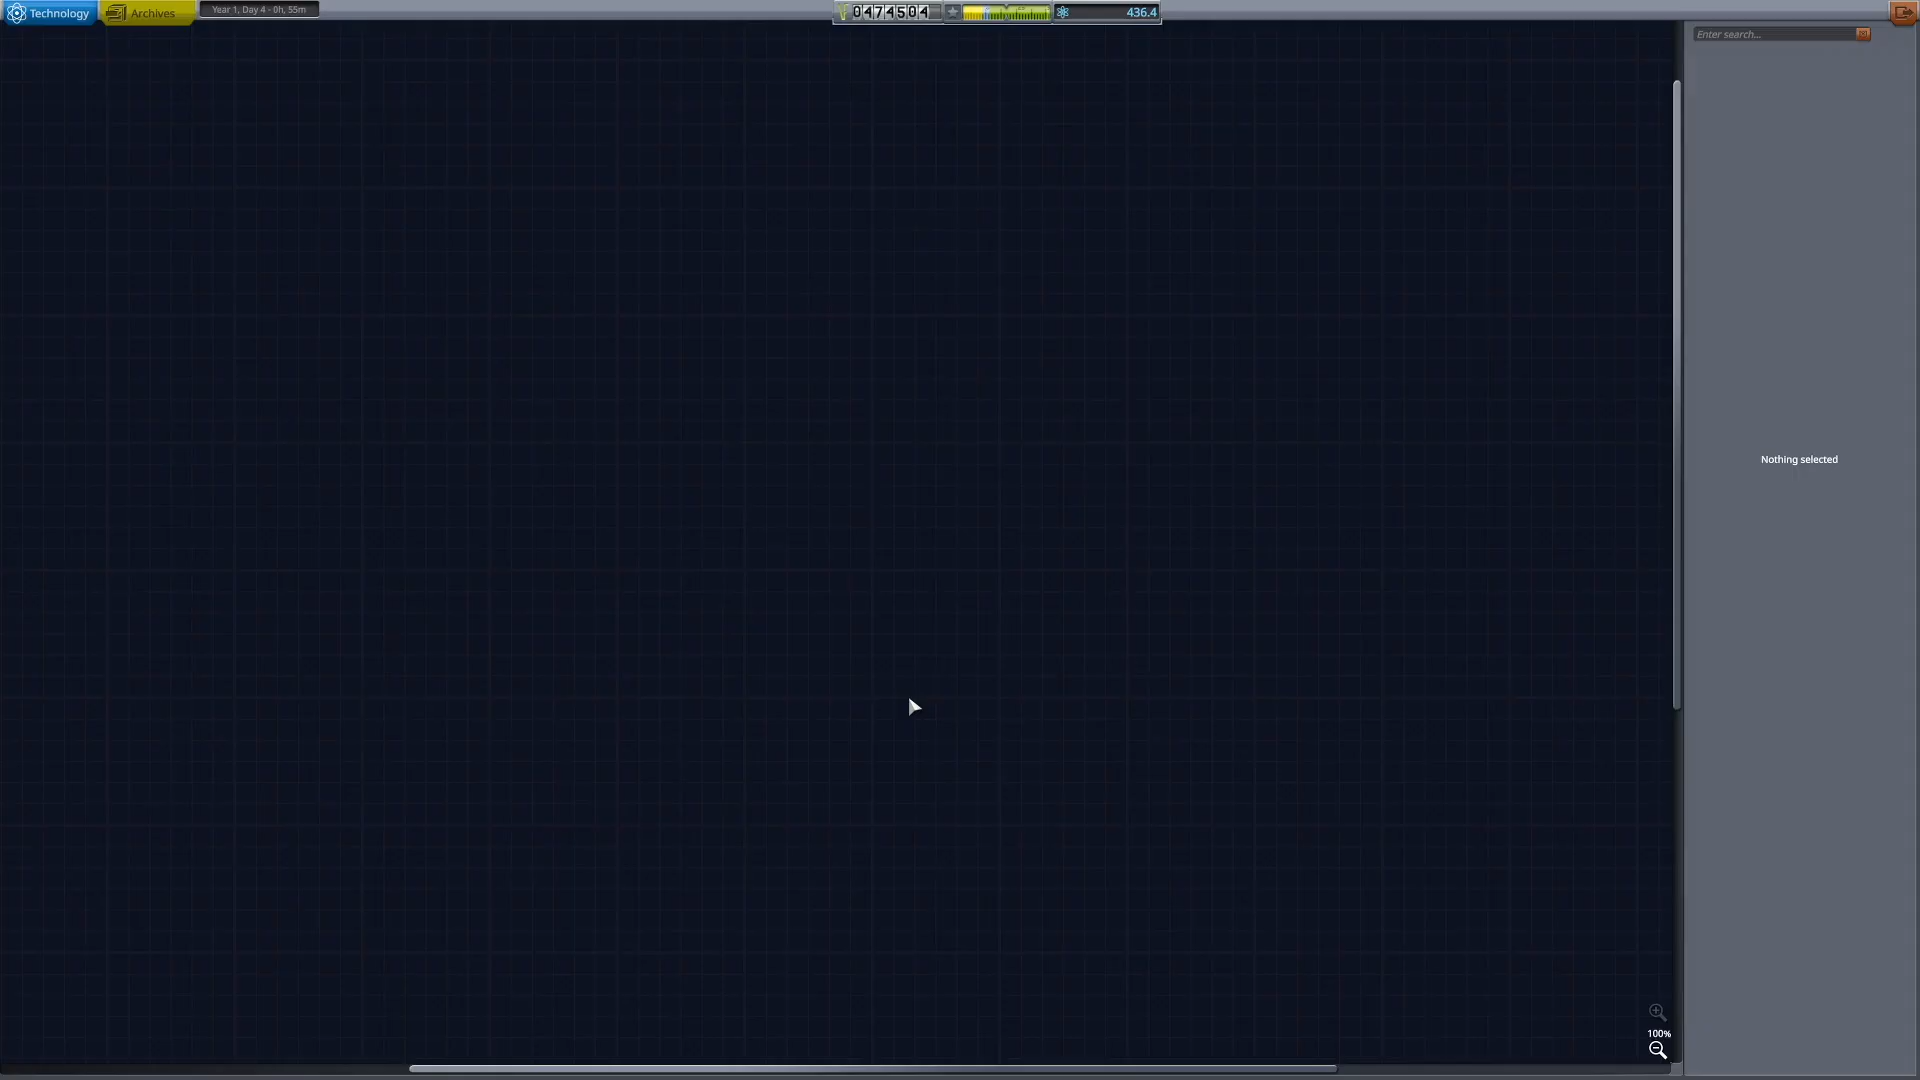 Technology
Archives
Year 1, Day 4 - 0h, 55m
0474504
436.4
Enter search...
Nothing selected
100%